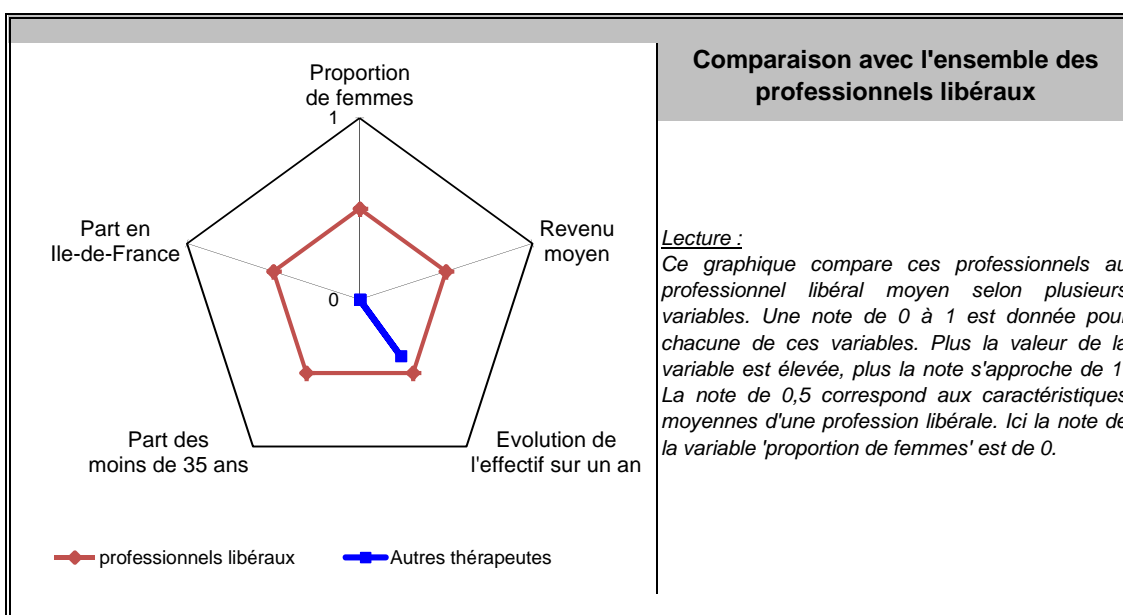 Proportion
de femmes
1
Part en
Ile-de-France
Revenu
moyen
0
Part des
moins de 35 ans
Evolution de
l'effectif sur un an
professionnels libéraux
Autres thérapeutes
Comparaison avec l'ensemble des
professionnels libéraux
Lecture :
Ce graphique compare ces professionnels au
professionnel libéral moyen selon plusieurs
variables. Une note de 0 à 1 est donnée pour
chacune de ces variables. Plus la valeur de la
variable est élevée, plus la note s'approche de 1
La note de 0,5 correspond aux caractéristiques
moyennes d'une profession libérale. Ici la note de
la variable 'proportion de femmes' est de 0.